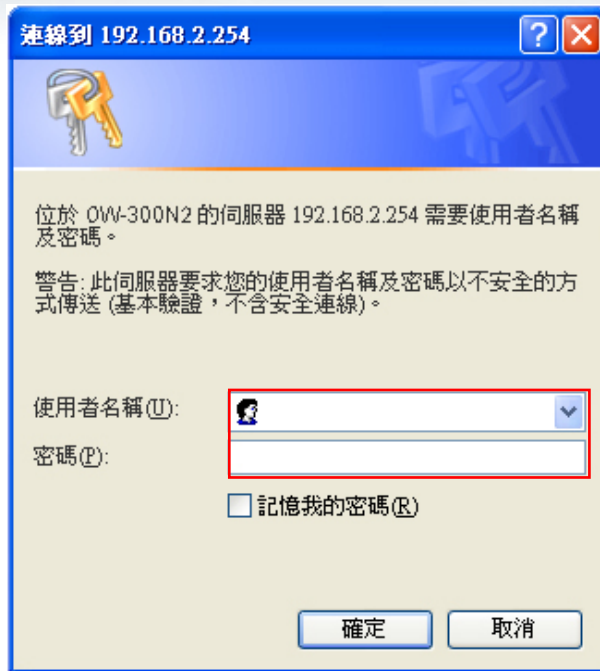 連線到 192.168.2.254
位於 OW-300N2 的伺服器 192.168.2.254 需要使用者名稱
及密碼。
警告: 此伺服器要求您的使用者名稱及密碼以不安全的方
式傳送 (基本驗證，不含安全連線)。
使用者名稱(U):
密碼(P):
記憶我的密碼(R)
確定
取消